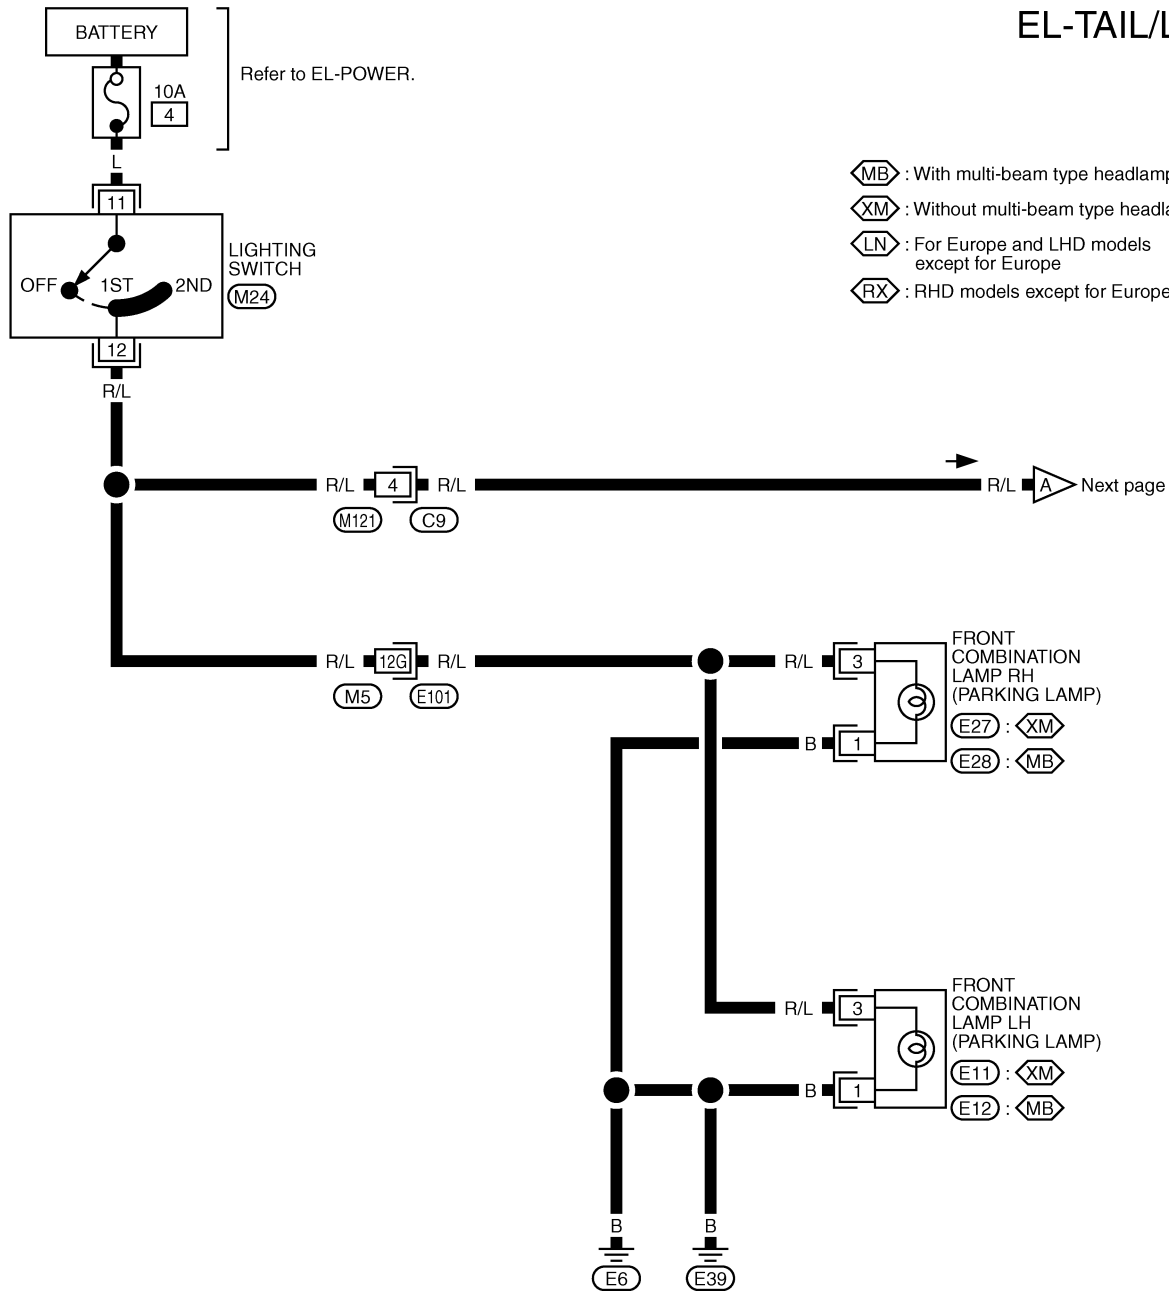 EL-TAIL/L
BATTERY
Refer to EL-POWER.
10A
4
L
11
LIGHTING
SWITCH
M24
OFF
1ST
2ND
12
R/L
MB : With multi-beam type headlamp
XM : Without multi-beam type headla
LN : For Europe and LHD models
except for Europe
RX : RHD models except for Europe
R/L 4 R/L R/L A Next page
M121 C9
R/L 12G R/L R/L 3
M5 E101
FRONT
COMBINATION
LAMP RH
(PARKING LAMP)
E27 : XM
E28 : MB
B 1
R/L 3
FRONT
COMBINATION
LAMP LH
(PARKING LAMP)
E11 : XM
E12 : MB
B 1
B B
E6 E39